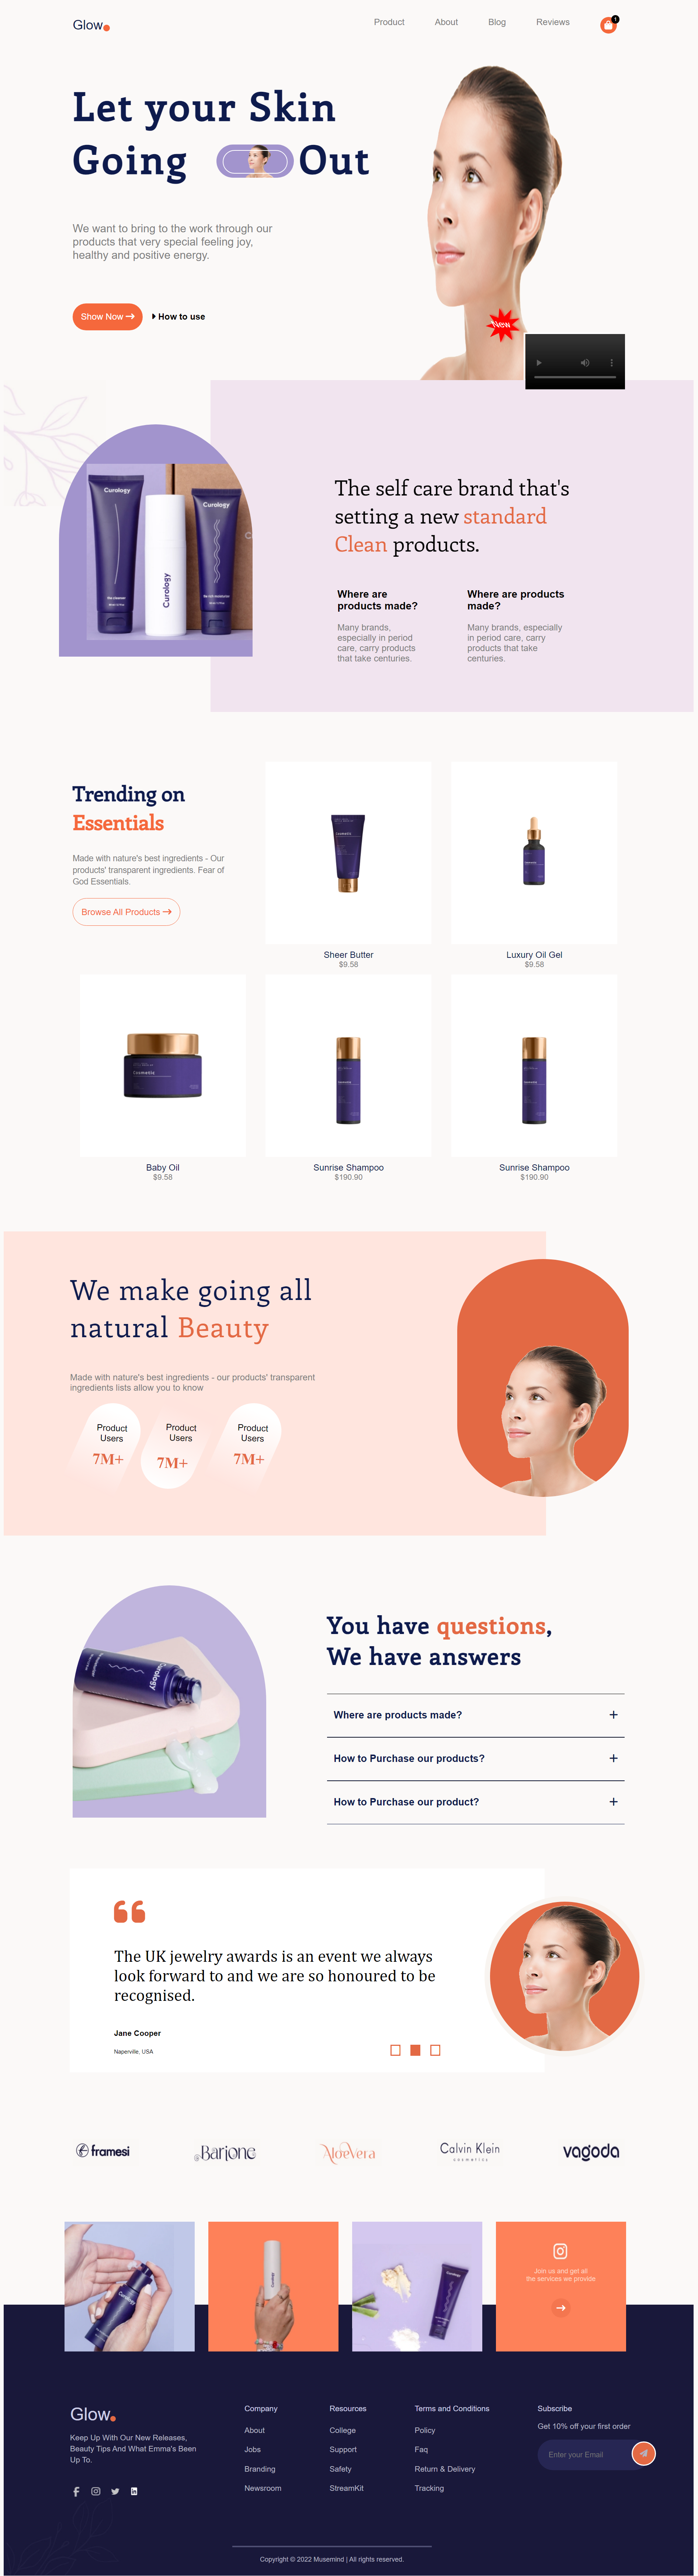 Glow.
Product About Blog Reviews
1
Let your Skin
Going Out
We want to bring to the work through our
products that very special feeling joy,
healthy and positive energy.
Show Now
How to use
New
Curology
Curology
Curology
The self care brand that's
setting a new standard
Clean products.
Where are
products made?
Many brands,
especially in period
care, carry products
that take centuries.
Where are products
made?
Many brands, especially
in period care, carry
products that take
centuries.
Trending on
Essentials
Made with nature's best ingredients - Our
products' transparent ingredients. Fear of
God Essentials.
Browse All Products
Cosmetic
Sheer Butter
$9.58
Luxury Oil Gel
$9.58
Cosmetic
Baby Oil
$9.58
Sunrise Shampoo
$190.90
Sunrise Shampoo
$190.90
We make going all
natural Beauty
Made with nature's best ingredients - our products' transparent
ingredients lists allow you to know
Product
Users
7M+
Product
Users
7M+
Product
Users
7M+
You have questions,
We have answers
Where are products made?
How to Purchase our products?
How to Purchase our product?
The UK jewelry awards is an event we always
look forward to and we are so honoured to be
recognised.
Jane Cooper
Naperville, USA
framesi
@Barjone
AloeVera
Calvin Klein
cosmetics
vagoda
Curology
Curology
Curology
Join us and get all
the services we provide
Glow.
Keep Up With Our New Releases,
Beauty Tips And What Emma's Been
Up To.
Company
About
Jobs
Branding
Newsroom
Resources
College
Support
Safety
StreamKit
Terms and Conditions
Policy
Faq
Return & Delivery
Tracking
Subscribe
Get 10% off your first order
Enter your Email
Copyright © 2022 Musemind | All rights reserved.